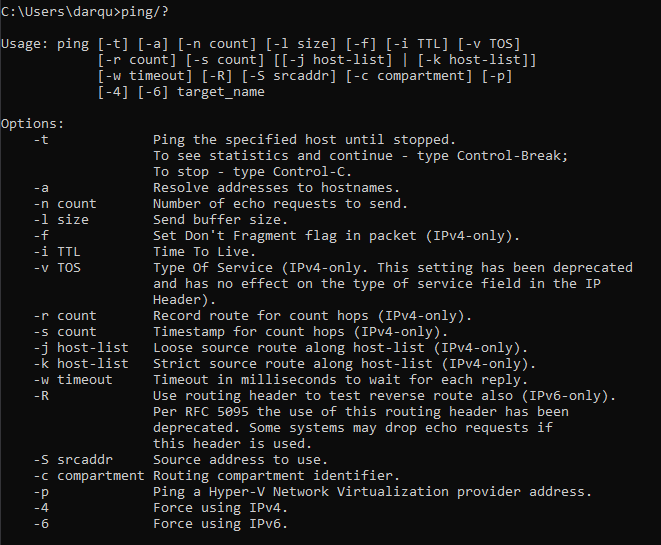 C:\Users\darqu>ping/?
Usage: ping [-t] [-a] [-n count] [-l size] [-f] [-i TTL] [-v TOS]
            [-r count] [-s count] [[-j host-list] | [-k host-list]]
            [-w timeout] [-R] [-S srcaddr] [-c compartment] [-p]
            [-4] [-6] target_name
Options:
    -t             Ping the specified host until stopped.
                   To see statistics and continue - type Control-Break;
                   To stop - type Control-C.
    -a             Resolve addresses to hostnames.
    -n count       Number of echo requests to send.
    -l size        Send buffer size.
    -f             Set Don't Fragment flag in packet (IPv4-only).
    -i TTL         Time To Live.
    -v TOS         Type Of Service (IPv4-only. This setting has been deprecated
                   and has no effect on the type of service field in the IP
                   Header).
    -r count       Record route for count hops (IPv4-only).
    -s count       Timestamp for count hops (IPv4-only).
    -j host-list   Loose source route along host-list (IPv4-only).
    -k host-list   Strict source route along host-list (IPv4-only).
    -w timeout     Timeout in milliseconds to wait for each reply.
    -R             Use routing header to test reverse route also (IPv6-only).
                   Per RFC 5095 the use of this routing header has been
                   deprecated. Some systems may drop echo requests if
                   this header is used.
    -S srcaddr     Source address to use.
    -c compartment Routing compartment identifier.
    -p             Ping a Hyper-V Network Virtualization provider address.
    -4             Force using IPv4.
    -6             Force using IPv6.